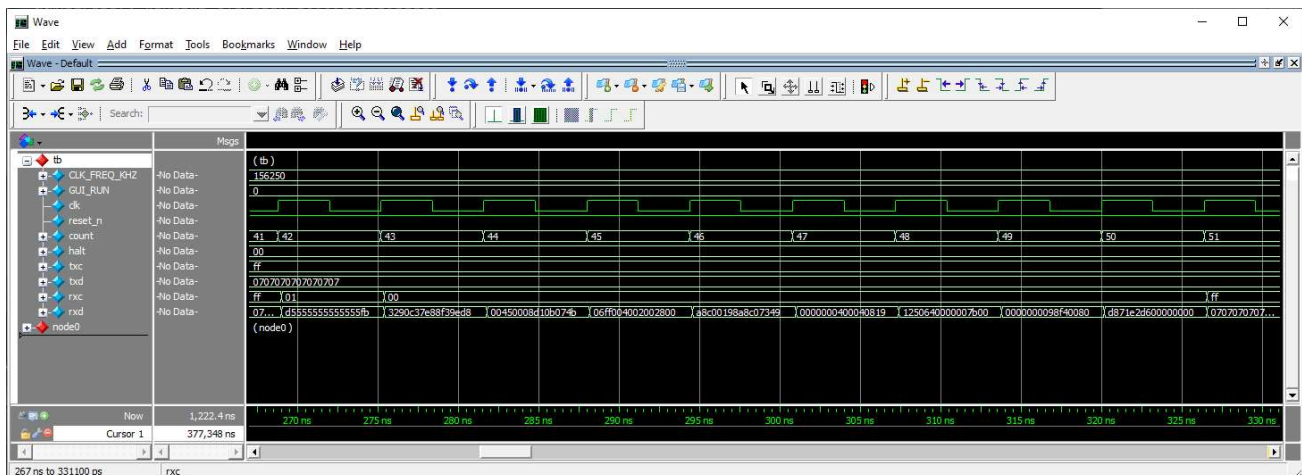 Wave
File Edit View Add Format Tools Bookmarks Window Help
Wave - Default
Search:
Msgs
tb (tb)
CLK_FREQ_KHZ -No Data- 156250
GUI_RUN -No Data- 0
clk -No Data-
reset_n -No Data-
count -No Data- 41 42 43 44 45 46 47 48 49 50 51
halt -No Data- 00
txc -No Data- ff
txd -No Data- 0707070707070707
rxc -No Data- ff 01 00 ff
rxd -No Data- 07... d5555555555555fb 3290c37e88f39ed8 00450008d10b074b 06ff004002002800 a8c00198a8c07349 0000000400040819 1250640000007b00 0000000098f40080 d871e2d600000000 0707070707...
node0 (node0)
Now 1,222.4 ns 270 ns 275 ns 280 ns 285 ns 290 ns 295 ns 300 ns 305 ns 310 ns 315 ns 320 ns 325 ns 330 ns
Cursor 1 377,348 ns
267 ns to 331100 ps rxc